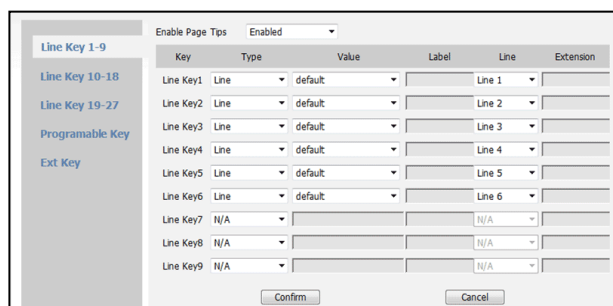 Enable Page Tips Enabled
Line Key 1-9
Line Key 10-18
Line Key 19-27
Programable Key
Ext Key
Key Type Value Label Line Extension
Line Key1 Line default Line 1
Line Key2 Line default Line 2
Line Key3 Line default Line 3
Line Key4 Line default Line 4
Line Key5 Line default Line 5
Line Key6 Line default Line 6
Line Key7 N/A N/A
Line Key8 N/A N/A
Line Key9 N/A N/A
Confirm Cancel